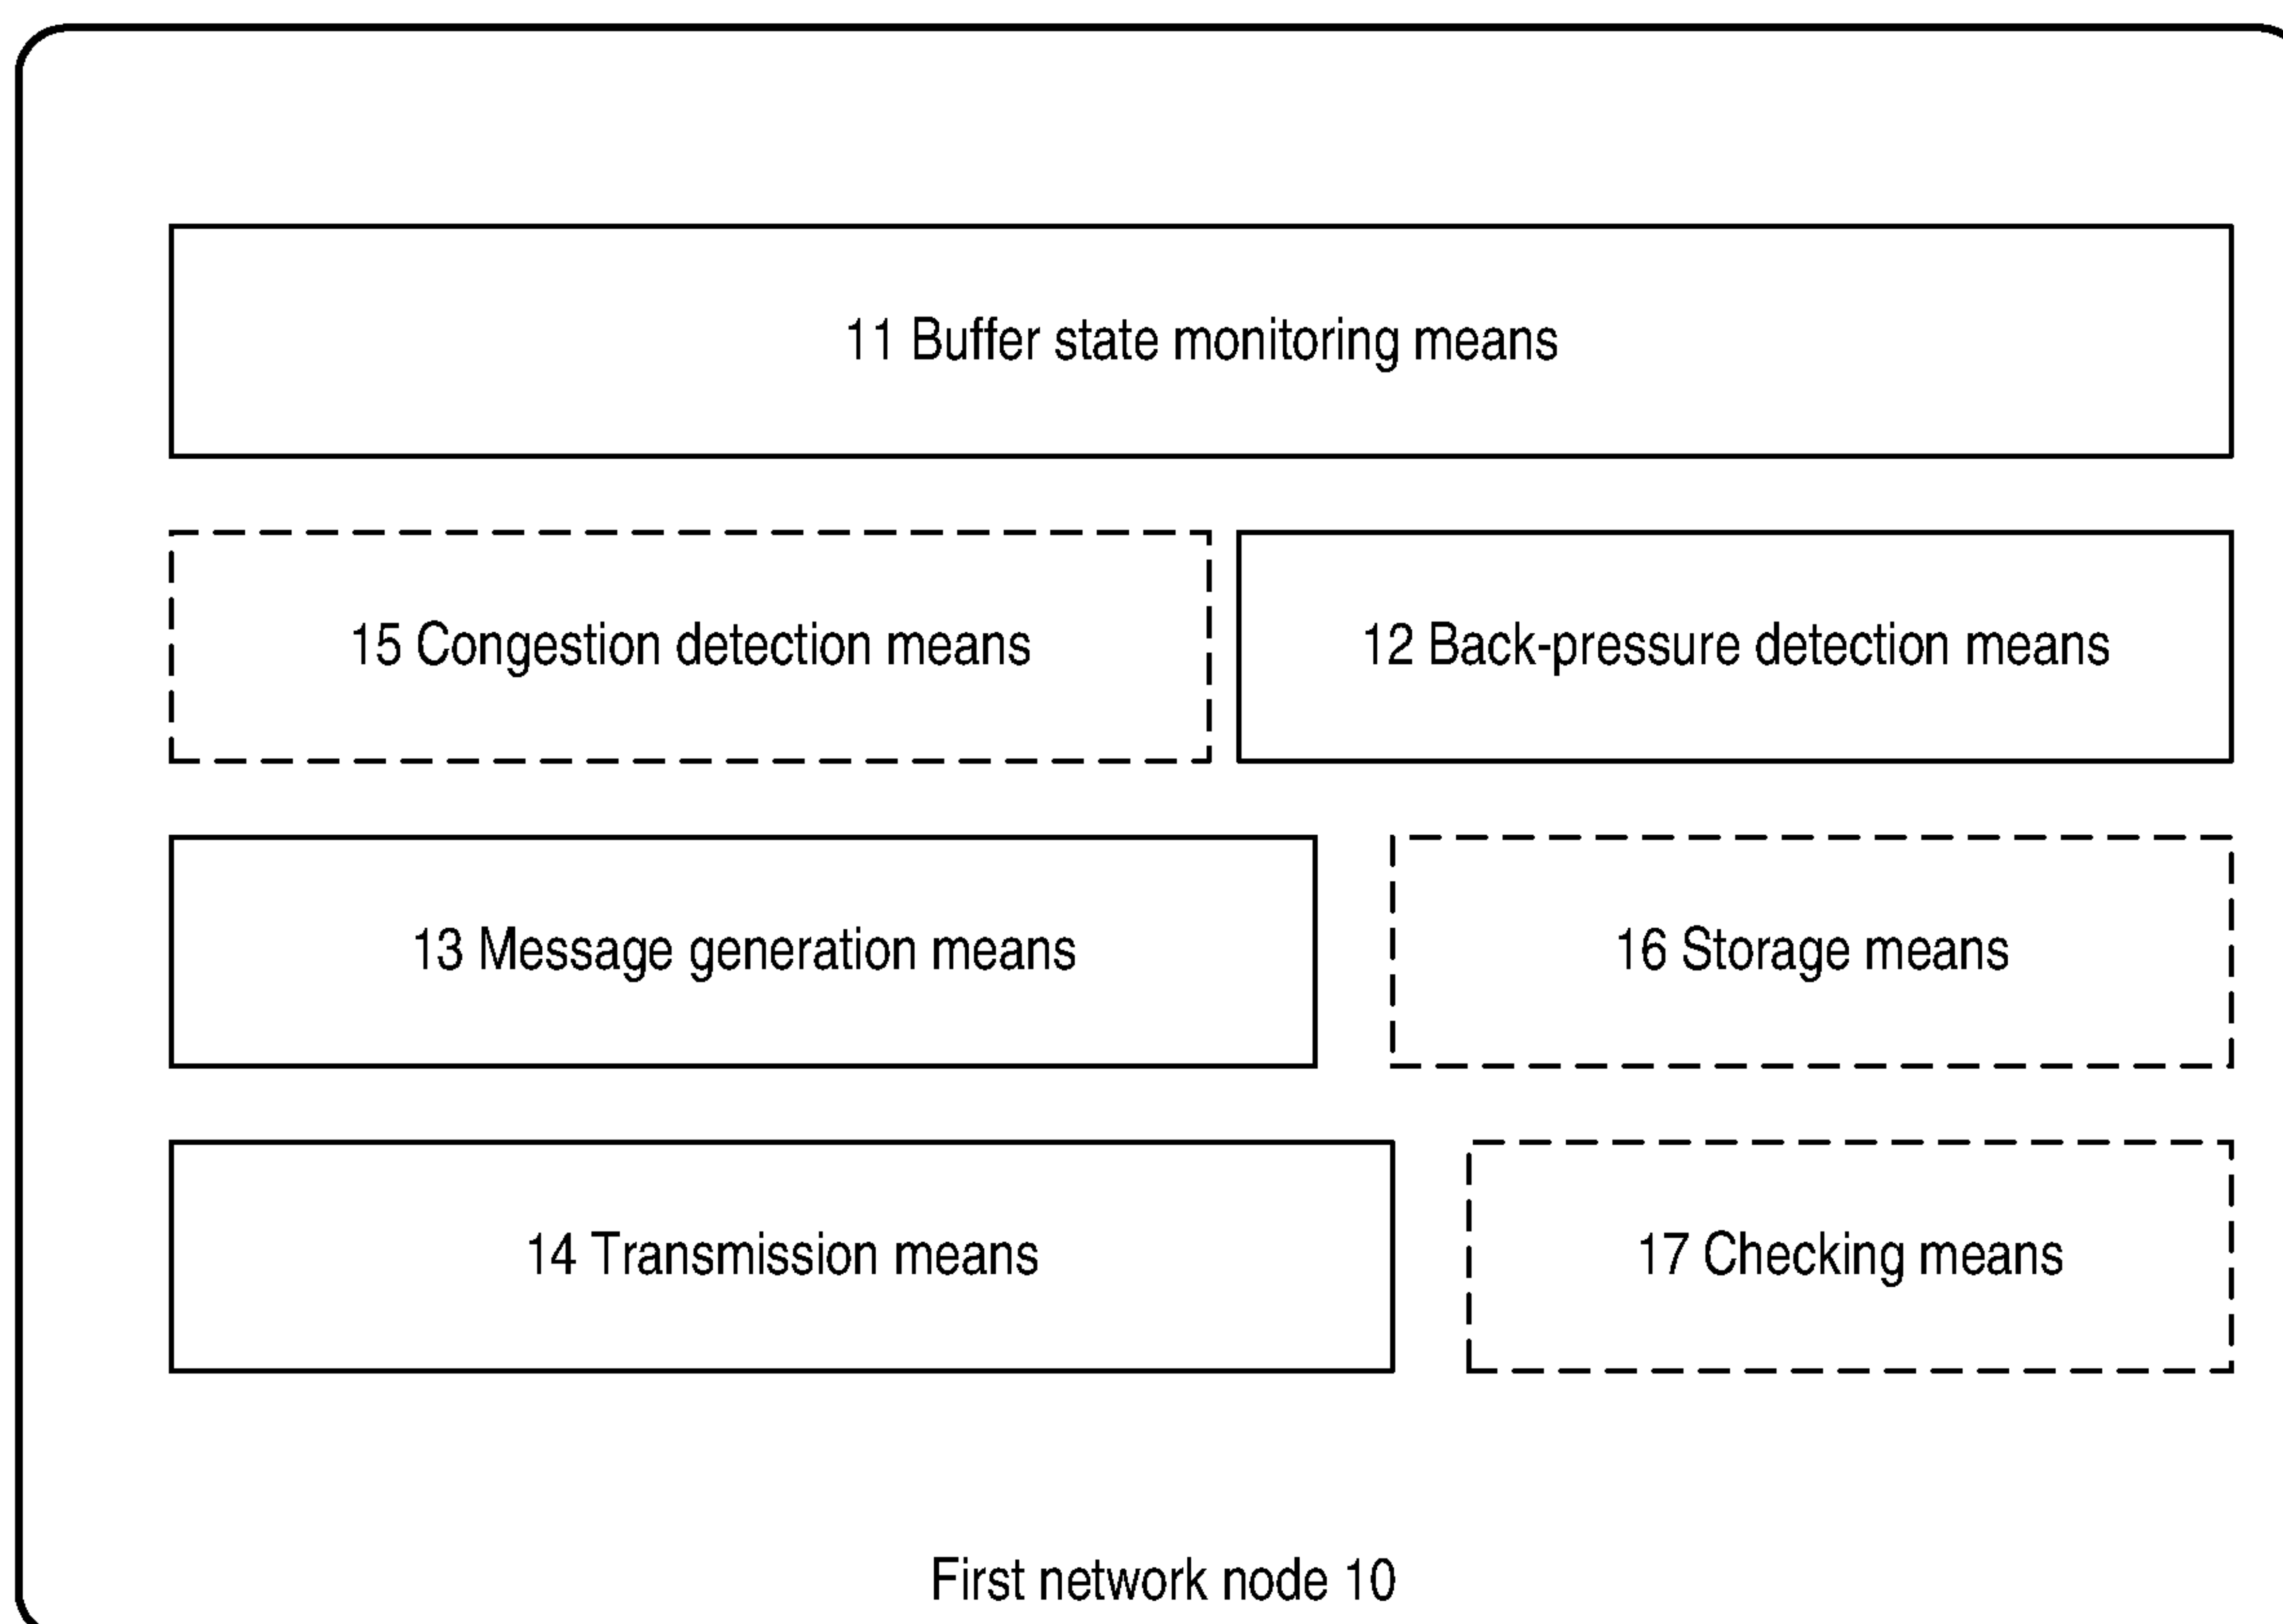 11 Buffer state monitoring means
15 Congestion detection means
12 Back-pressure detection means
13 Message generation means
16 Storage means
14 Transmission means
17 Checking means
First network node 10